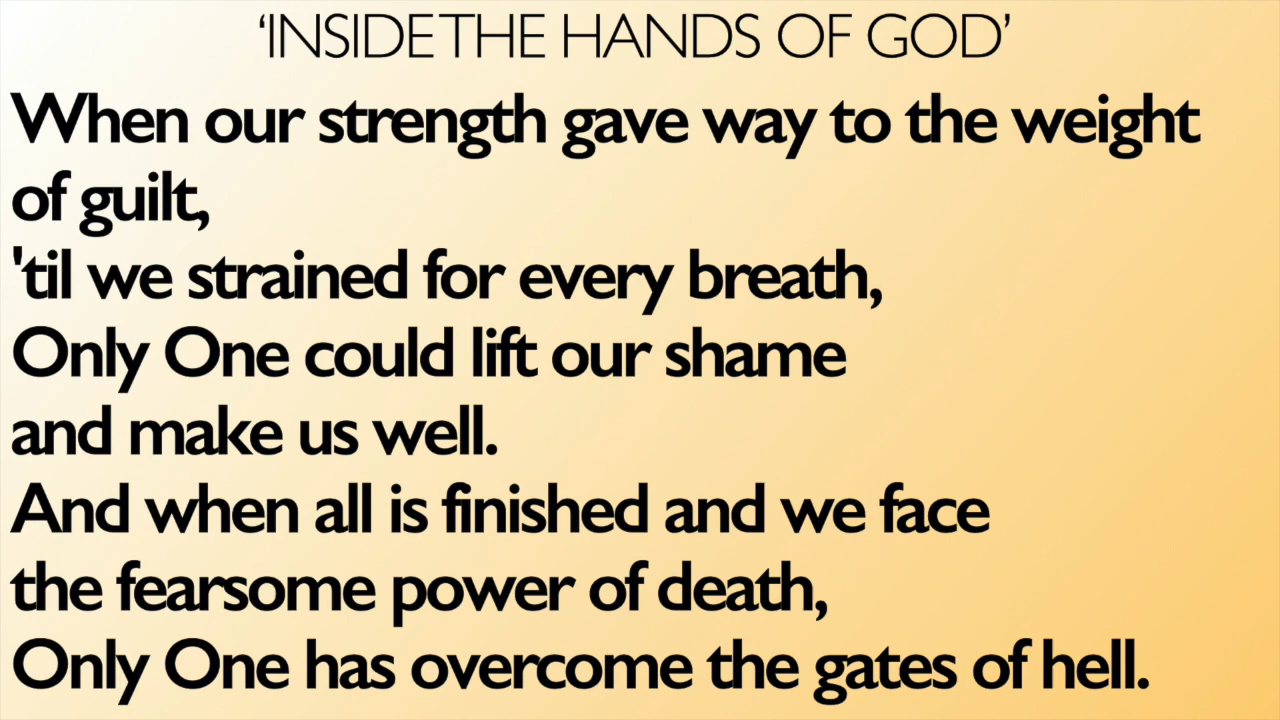 ‘INSIDE THE HANDS OF GOD’
When our strength gave way to the weight
of guilt,
'til we strained for every breath,
Only One could lift our shame
and make us well.
And when all is finished and we face
the fearsome power of death,
Only One has overcome the gates of hell.